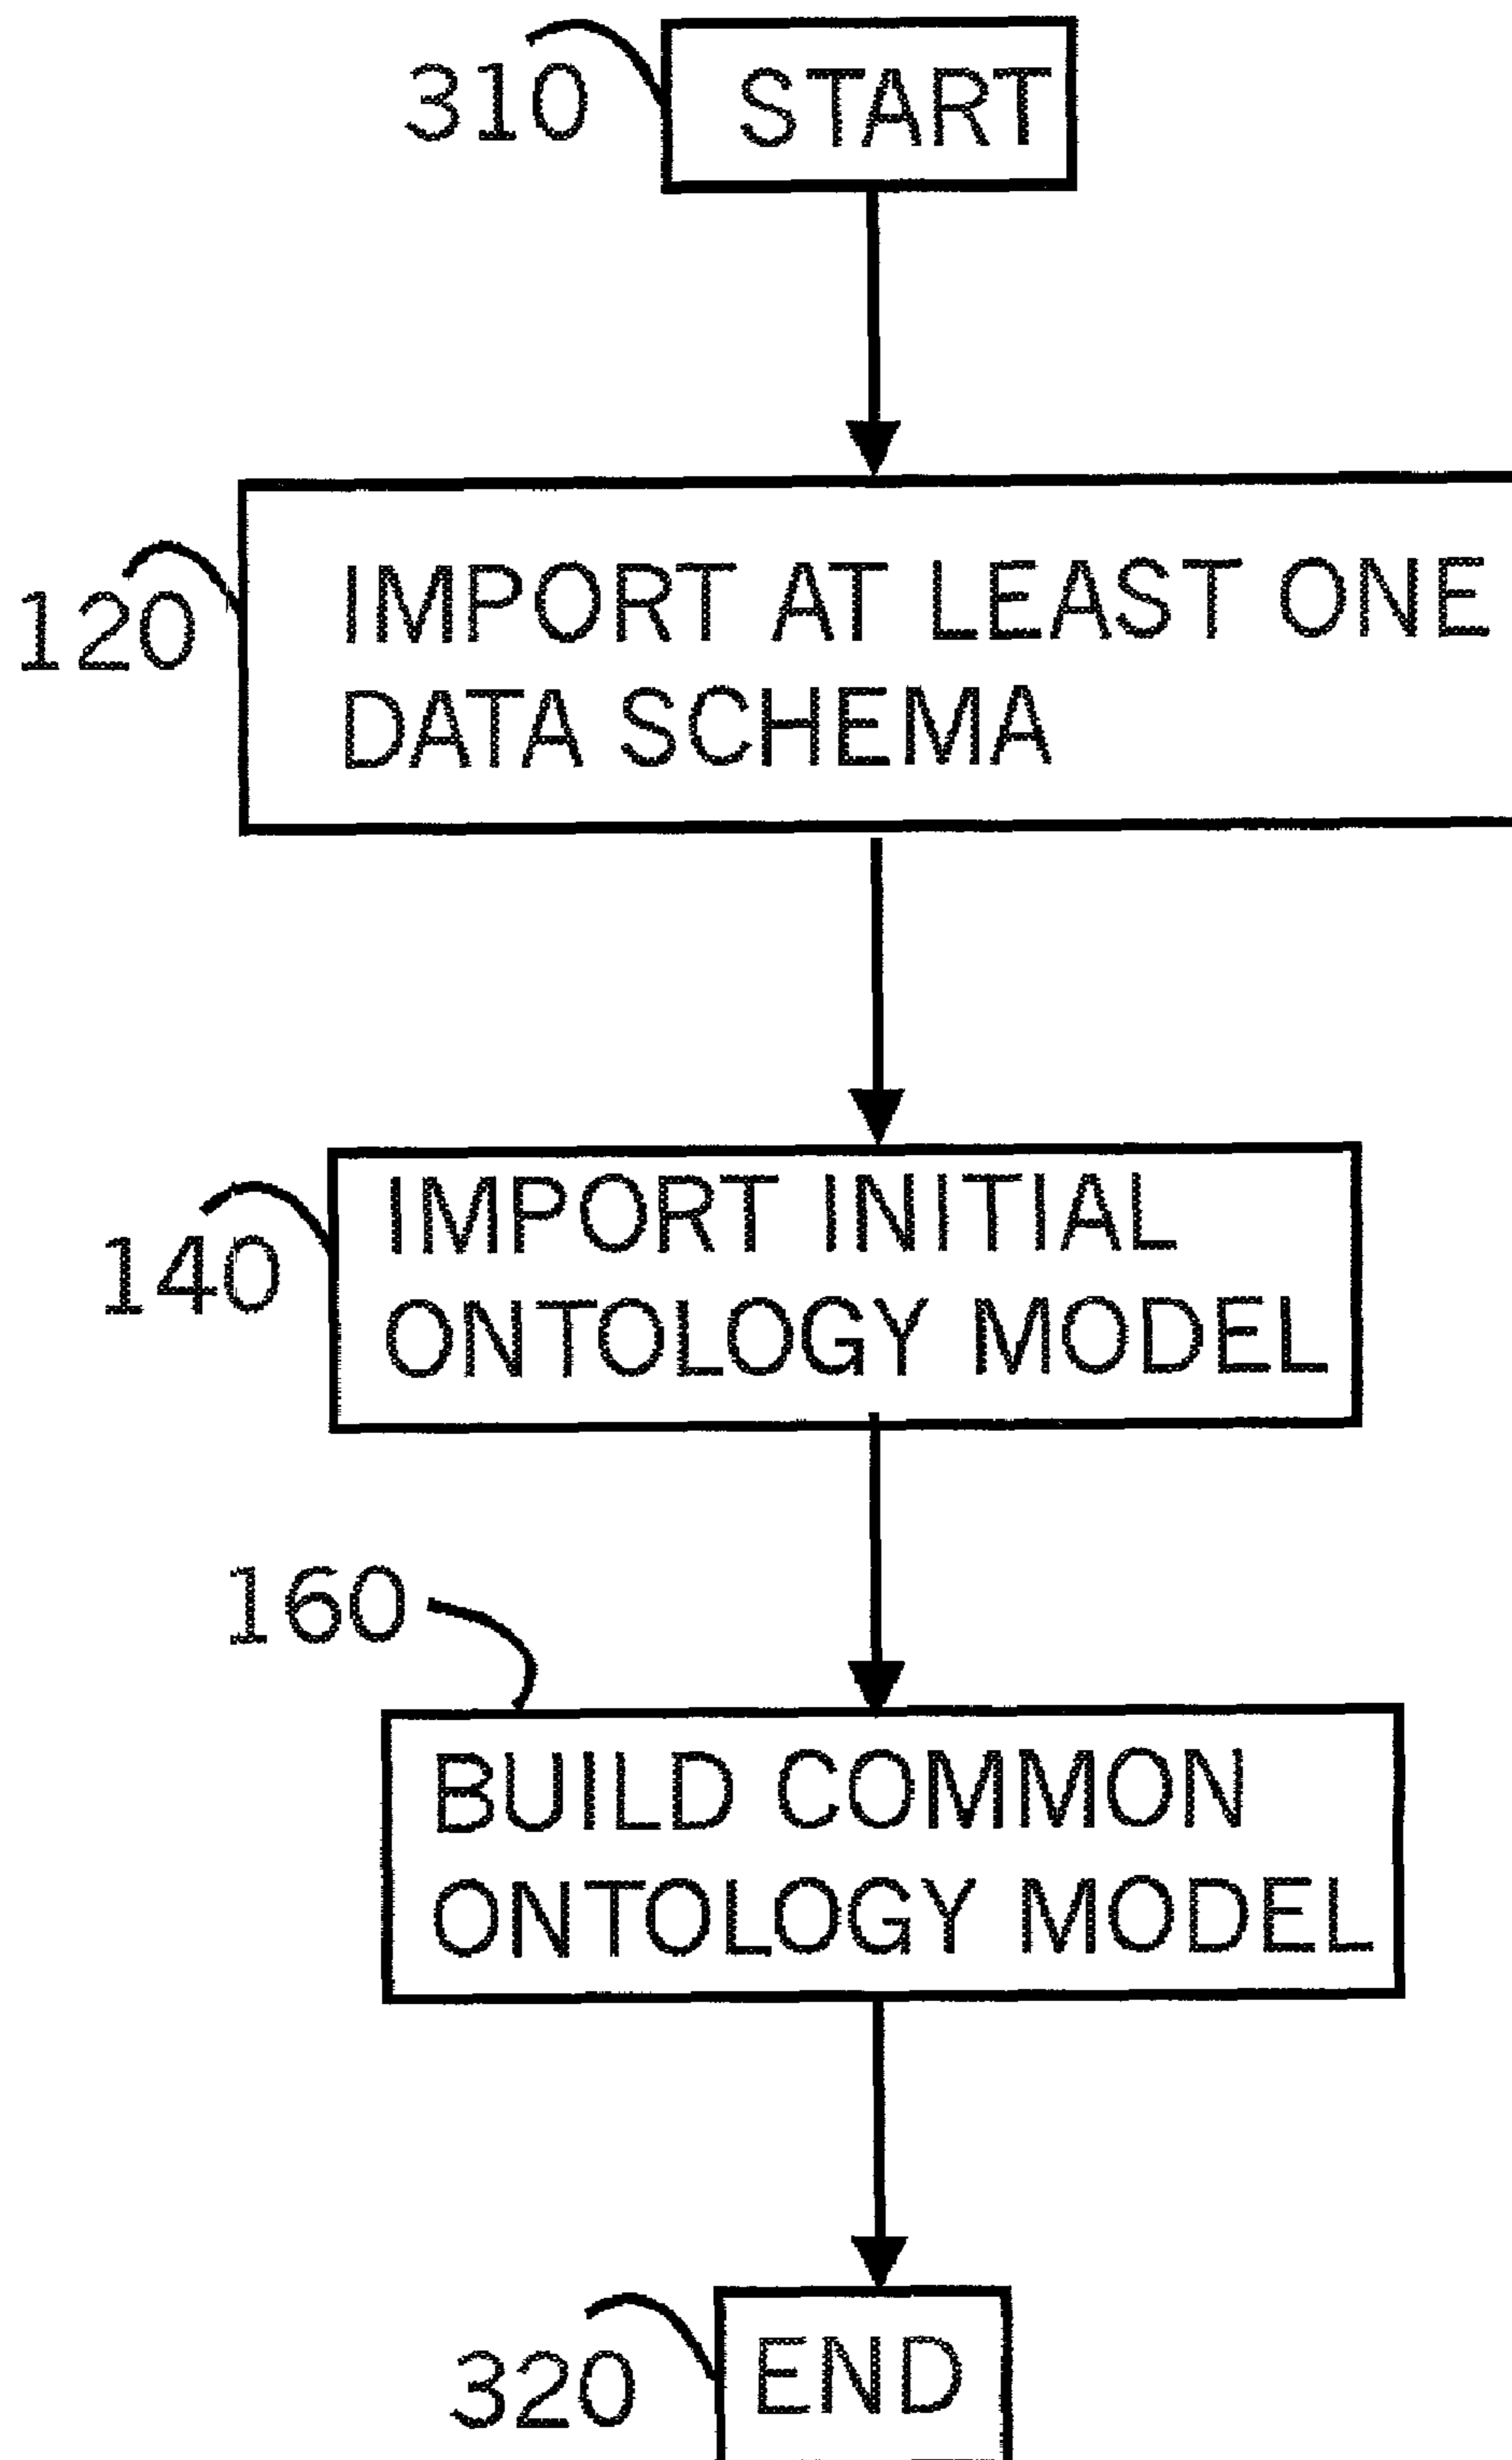 310
START
120
IMPORT AT LEAST ONE
DATA SCHEMA
140
IMPORT INITIAL
ONTOLOGY MODEL
160
BUILD COMMON
ONTOLOGY MODEL
320
END